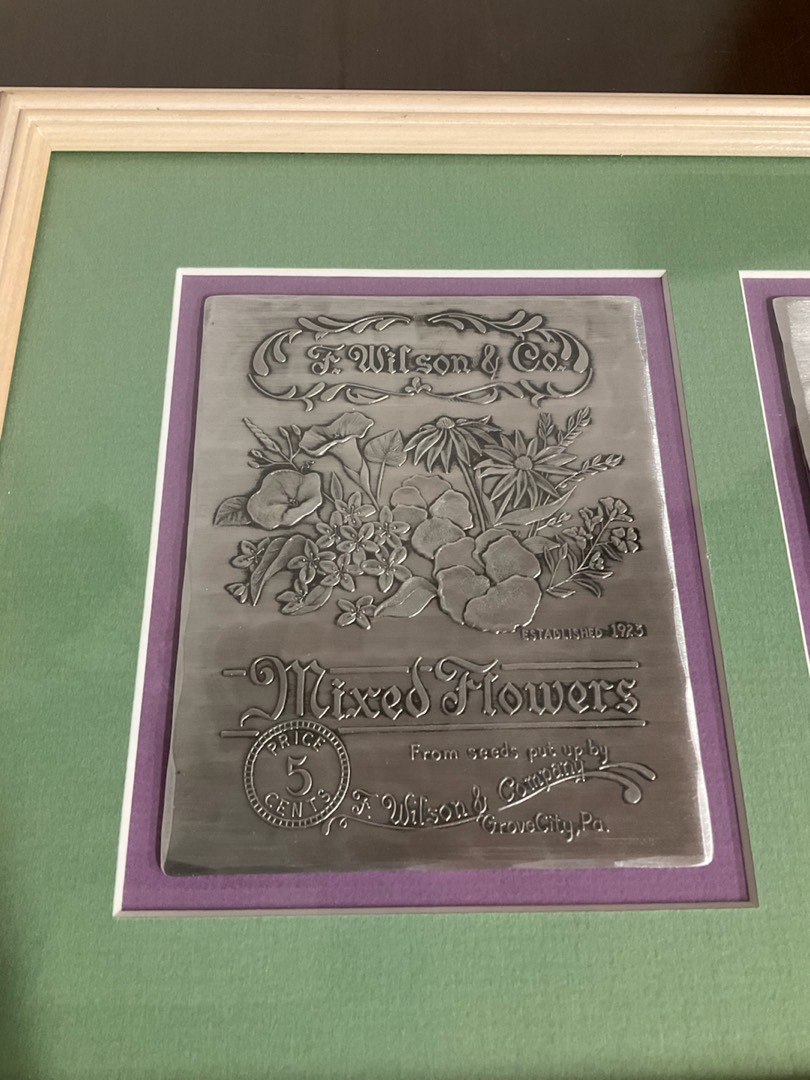 F. Wilson & Co.
ESTABLISHED 1923
Mixed Flowers
PRICE
5
CENTS
From seeds put up by
F. Wilson & Company
Grove City, Pa.